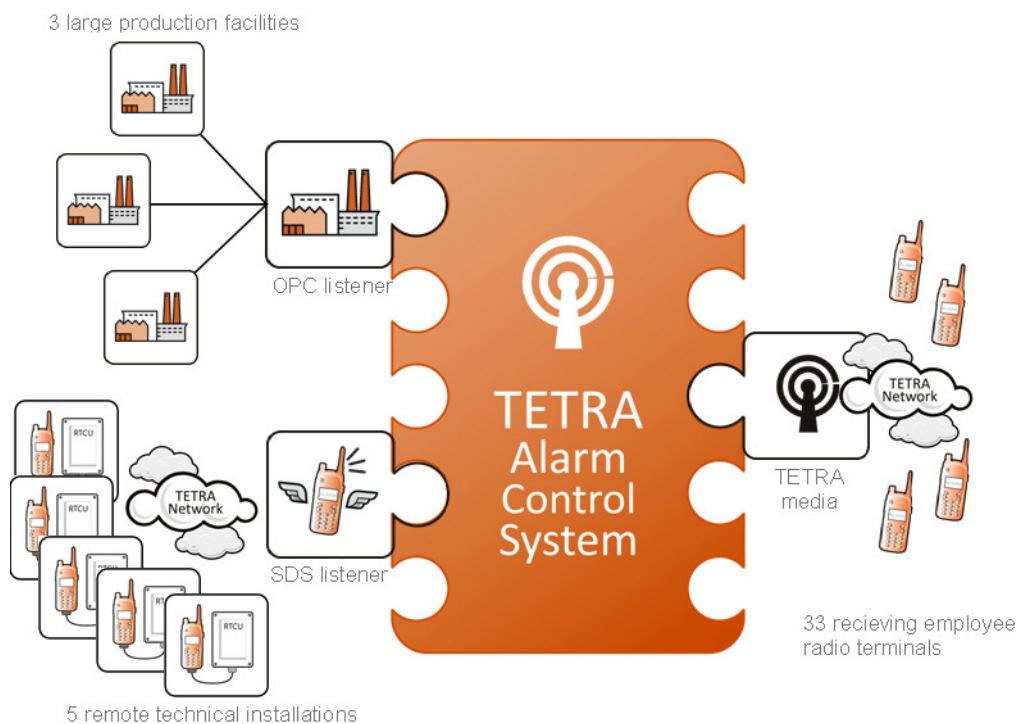 3 large production facilities
OPC listener
TETRA
Alarm
Control
System
TETRA
Network
TETRA
media
RTCU
RTCU
RTCU
RTCU
TETRA
Network
SDS listener
33 recieving employee
radio terminals
5 remote technical installations